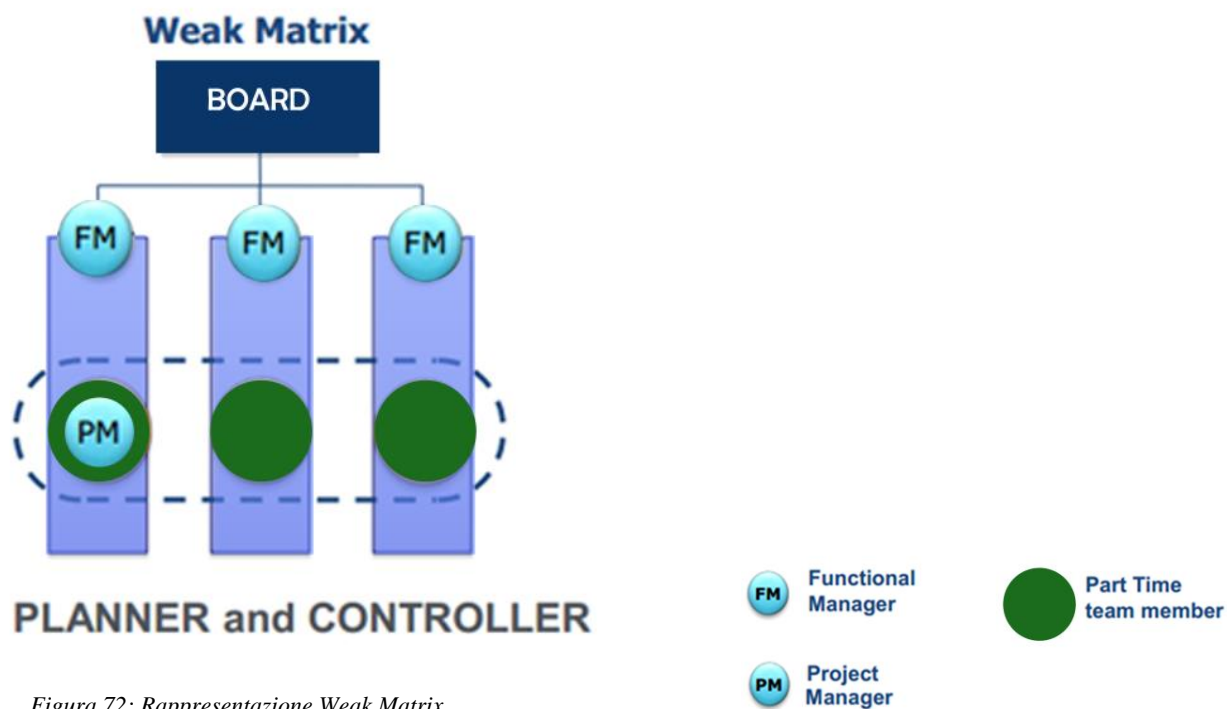 Weak Matrix
BOARD
FM FM FM
PM
PLANNER and CONTROLLER
FM Functional
Manager
Part Time
team member
PM Project
Manager
Figura 72: Rappresentazione Weak Matrix